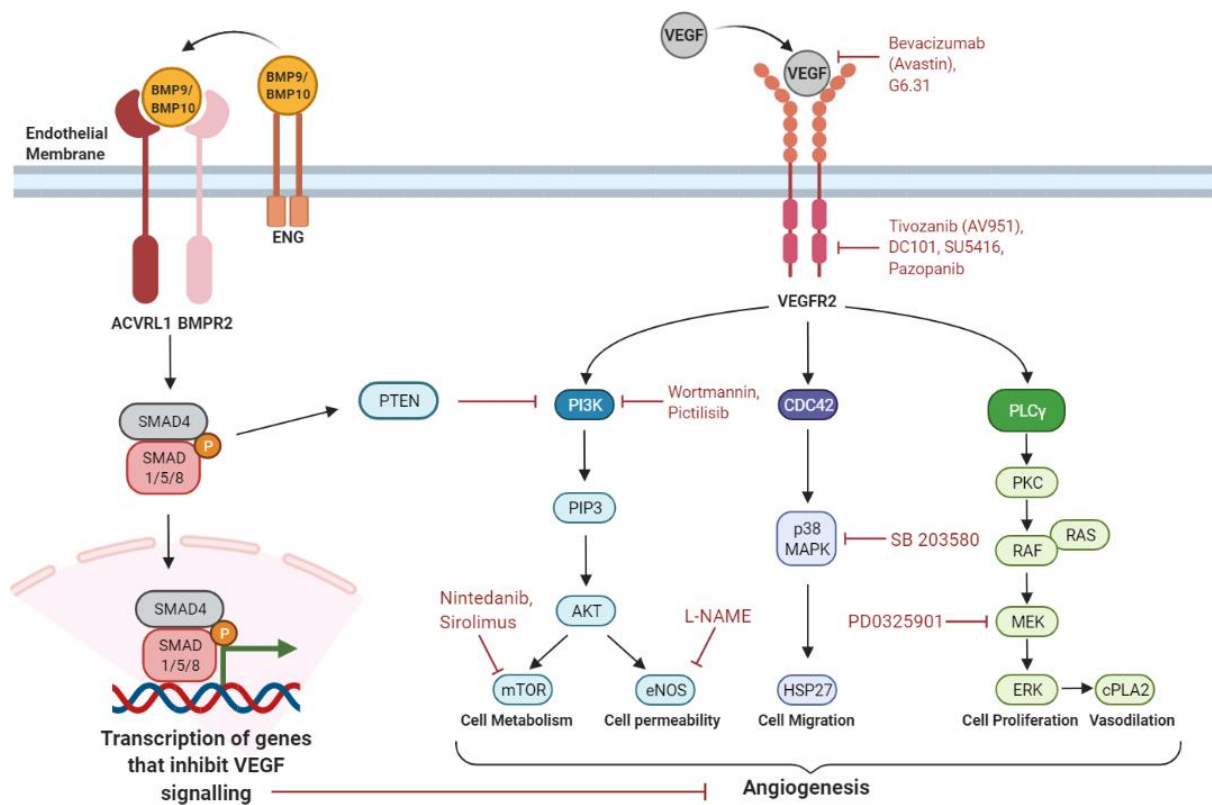 BMP9/
BMP10
BMP9/
BMP10
Endothelial
Membrane
ENG
ACVRL1 BMPR2
VEGF
VEGF
Bevacizumab
(Avastin),
G6.31
Tivozanib (AV951),
DC101, SU5416,
Pazopanib
VEGFR2
SMAD4
P
SMAD
1/5/8
PTEN
PI3K
Wortmannin,
Pictilisib
CDC42
PLCγ
PIP3
p38
MAPK
SB 203580
PKC
RAF
RAS
SMAD4
P
SMAD
1/5/8
Nintedanib,
Sirolimus
AKT
L-NAME
PD0325901
MEK
mTOR
eNOS
HSP27
ERK
cPLA2
Cell Metabolism
Cell permeability
Cell Migration
Cell Proliferation
Vasodilation
Transcription of genes
that inhibit VEGF
signalling
Angiogenesis